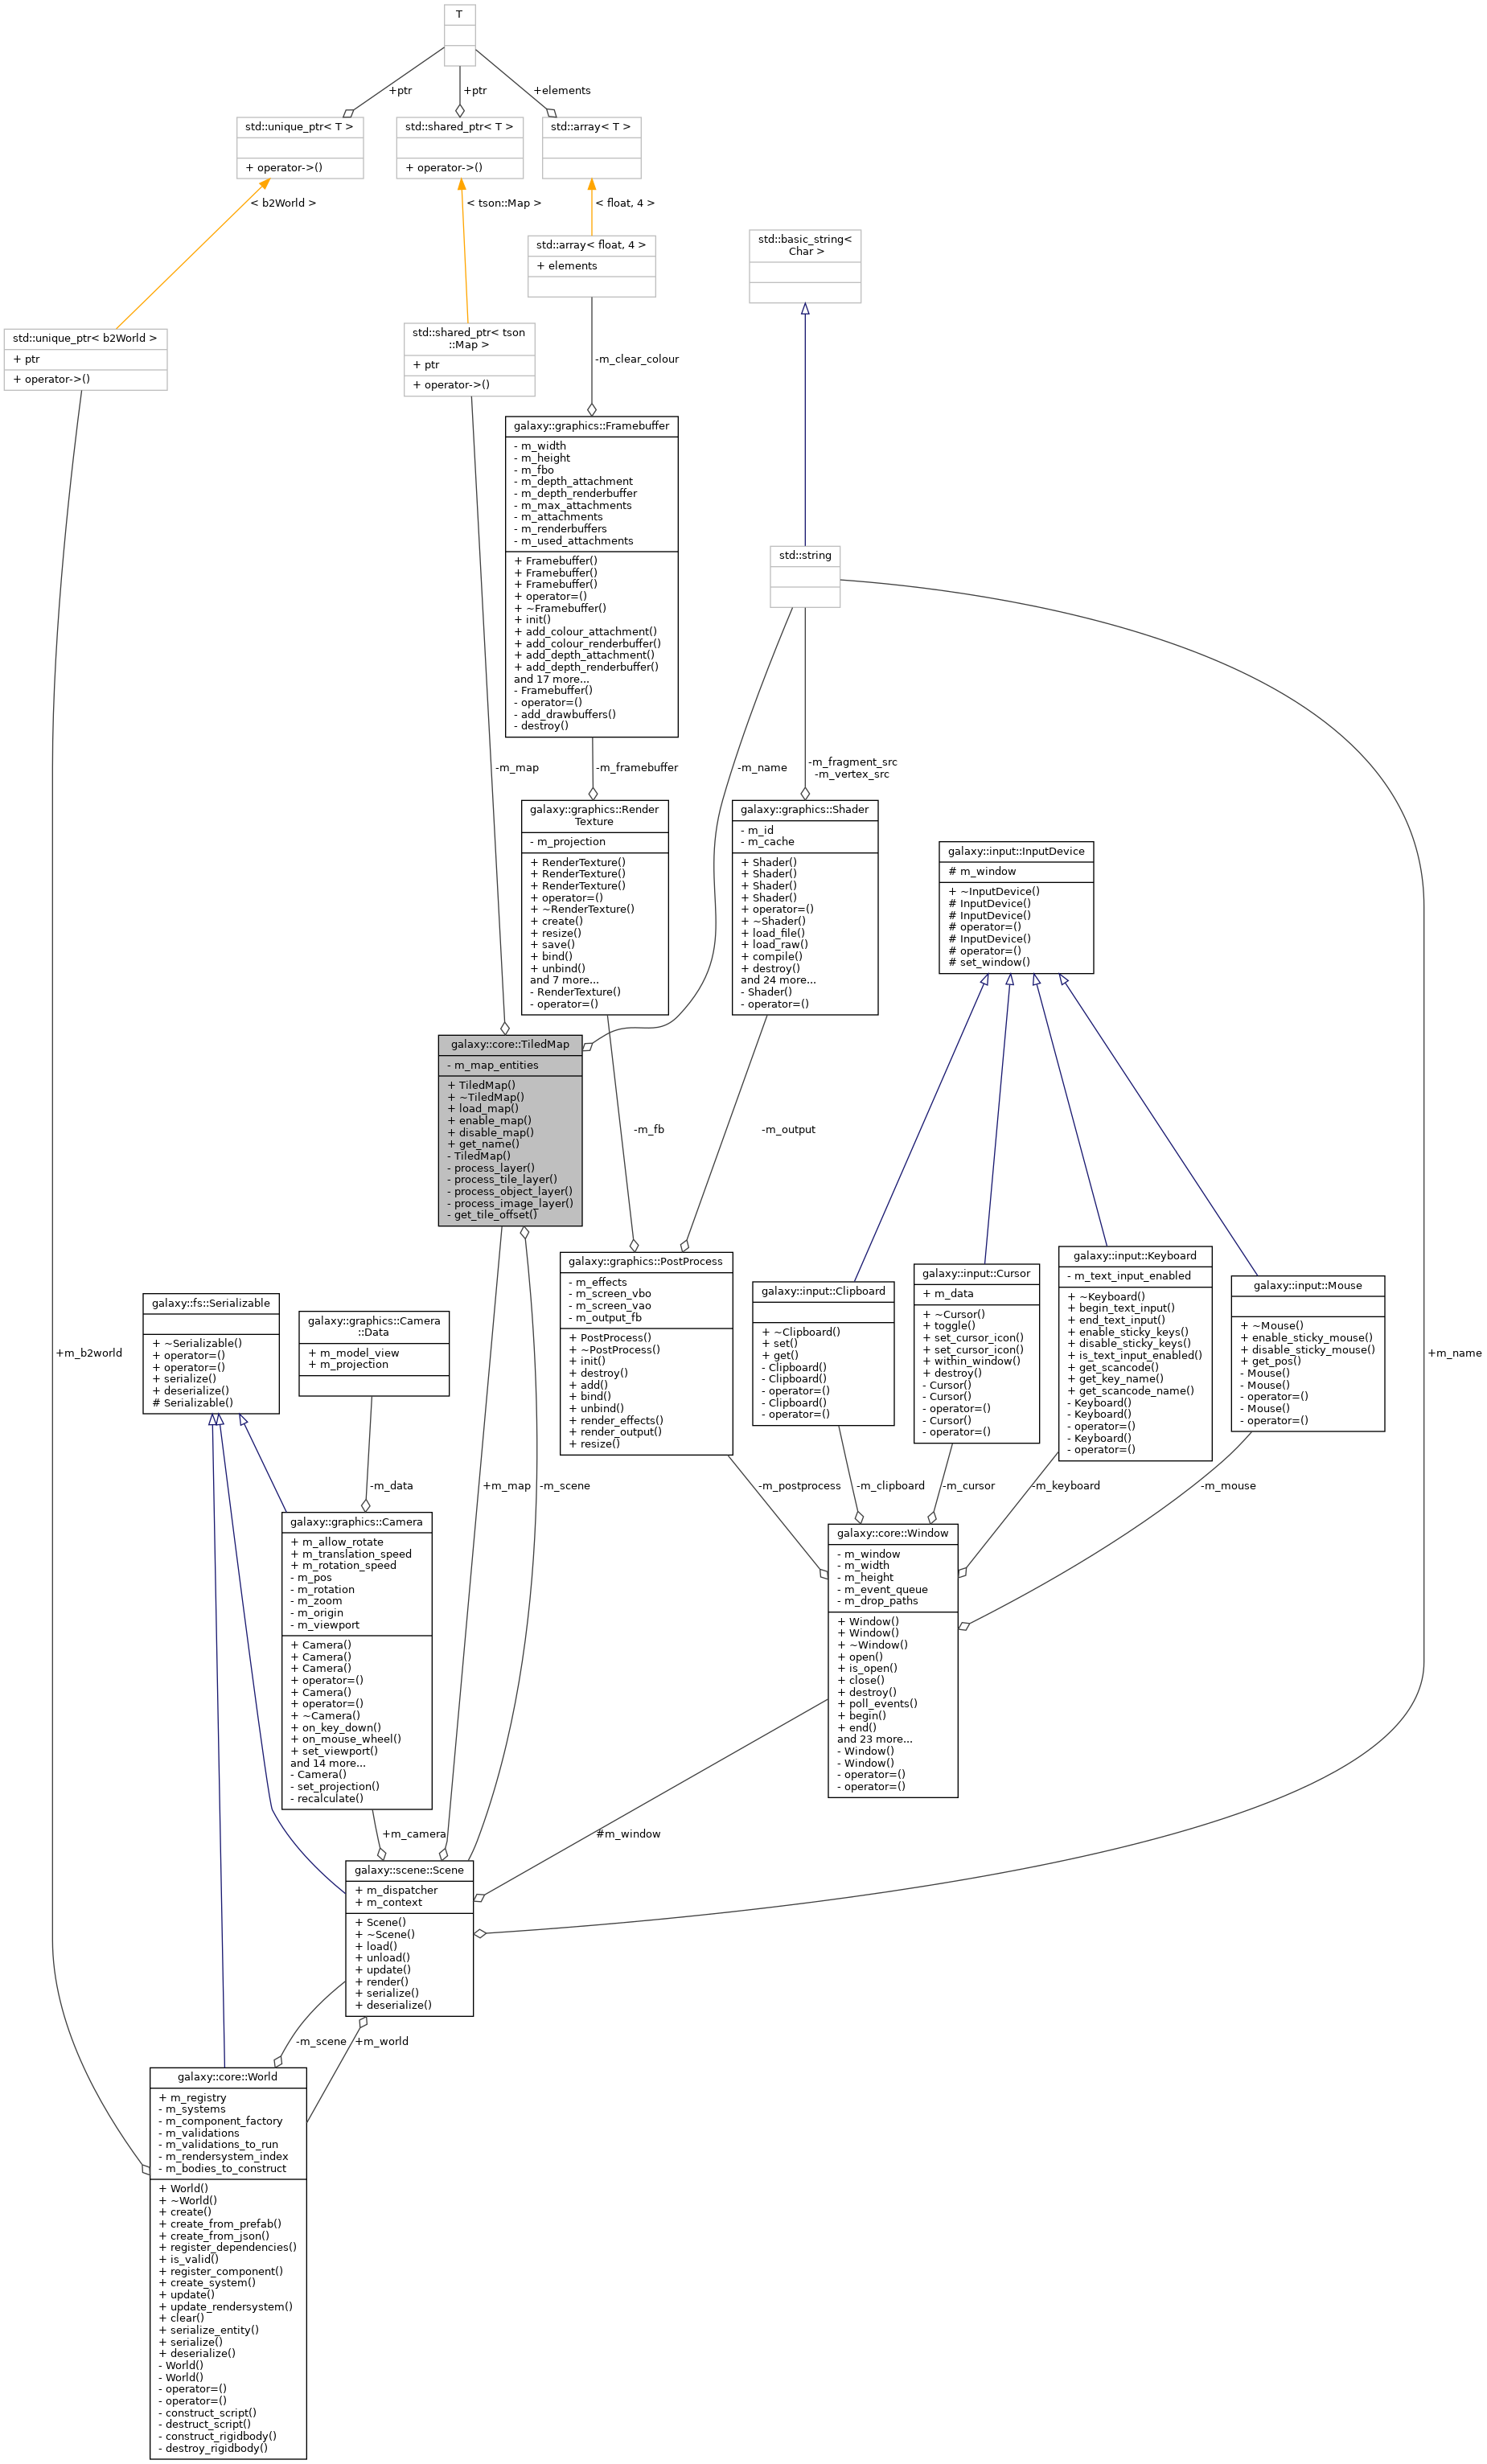 T
+ptr
+ptr
+elements
std::unique_ptr< T >
+ operator->()
std::shared_ptr< T >
+ operator->()
std::array< T >
< b2World >
< tson::Map >
< float, 4 >
std::basic_string<
Char >
std::array< float, 4 >
+ elements
std::unique_ptr< b2World >
+ ptr
+ operator->()
std::shared_ptr< tson
::Map >
+ ptr
+ operator->()
-m_clear_colour
galaxy::graphics::Framebuffer
- m_width
- m_height
- m_fbo
- m_depth_attachment
- m_depth_renderbuffer
- m_max_attachments
- m_attachments
- m_renderbuffers
- m_used_attachments
+ Framebuffer()
+ Framebuffer()
+ Framebuffer()
+ operator=()
+ ~Framebuffer()
+ init()
+ add_colour_attachment()
+ add_colour_renderbuffer()
+ add_depth_attachment()
+ add_depth_renderbuffer()
and 17 more...
- Framebuffer()
- operator=()
- add_drawbuffers()
- destroy()
std::string
-m_map
-m_framebuffer
-m_name
-m_fragment_src
-m_vertex_src
galaxy::graphics::Render
Texture
- m_projection
+ RenderTexture()
+ RenderTexture()
+ RenderTexture()
+ operator=()
+ ~RenderTexture()
+ create()
+ resize()
+ save()
+ bind()
+ unbind()
and 7 more...
- RenderTexture()
- operator=()
galaxy::graphics::Shader
- m_id
- m_cache
+ Shader()
+ Shader()
+ Shader()
+ Shader()
+ operator=()
+ ~Shader()
+ load_file()
+ load_raw()
+ compile()
+ destroy()
and 24 more...
- Shader()
- operator=()
galaxy::input::InputDevice
# m_window
+ ~InputDevice()
# InputDevice()
# InputDevice()
# operator=()
# InputDevice()
# operator=()
# set_window()
galaxy::core::TiledMap
- m_map_entities
+ TiledMap()
+ ~TiledMap()
+ load_map()
+ enable_map()
+ disable_map()
+ get_name()
- TiledMap()
- process_layer()
- process_tile_layer()
- process_object_layer()
- process_image_layer()
- get_tile_offset()
-m_fb
-m_output
galaxy::graphics::PostProcess
- m_effects
- m_screen_vbo
- m_screen_vao
- m_output_fb
+ PostProcess()
+ ~PostProcess()
+ init()
+ destroy()
+ add()
+ bind()
+ unbind()
+ render_effects()
+ render_output()
+ resize()
galaxy::input::Clipboard
+ ~Clipboard()
+ set()
+ get()
- Clipboard()
- Clipboard()
- operator=()
- Clipboard()
- operator=()
galaxy::input::Cursor
+ m_data
+ ~Cursor()
+ toggle()
+ set_cursor_icon()
+ set_cursor_icon()
+ within_window()
+ destroy()
- Cursor()
- Cursor()
- operator=()
- Cursor()
- operator=()
galaxy::input::Keyboard
- m_text_input_enabled
+ ~Keyboard()
+ begin_text_input()
+ end_text_input()
+ enable_sticky_keys()
+ disable_sticky_keys()
+ is_text_input_enabled()
+ get_scancode()
+ get_key_name()
+ get_scancode_name()
- Keyboard()
- Keyboard()
- operator=()
- Keyboard()
- operator=()
galaxy::input::Mouse
+ ~Mouse()
+ enable_sticky_mouse()
+ disable_sticky_mouse()
+ get_pos()
- Mouse()
- Mouse()
- operator=()
- Mouse()
- operator=()
+m_b2world
galaxy::fs::Serializable
+ ~Serializable()
+ operator=()
+ operator=()
+ serialize()
+ deserialize()
# Serializable()
galaxy::graphics::Camera
::Data
+ m_model_view
+ m_projection
+m_name
-m_data
+m_map
-m_scene
-m_postprocess
-m_clipboard
-m_cursor
-m_keyboard
-m_mouse
galaxy::graphics::Camera
+ m_allow_rotate
+ m_translation_speed
+ m_rotation_speed
- m_pos
- m_rotation
- m_zoom
- m_origin
- m_viewport
+ Camera()
+ Camera()
+ Camera()
+ operator=()
+ Camera()
+ operator=()
+ ~Camera()
+ on_key_down()
+ on_mouse_wheel()
+ set_viewport()
and 14 more...
- Camera()
- set_projection()
- recalculate()
galaxy::core::Window
- m_window
- m_width
- m_height
- m_event_queue
- m_drop_paths
+ Window()
+ Window()
+ ~Window()
+ open()
+ is_open()
+ close()
+ destroy()
+ poll_events()
+ begin()
+ end()
and 23 more...
- Window()
- Window()
- operator=()
- operator=()
+m_camera
#m_window
galaxy::scene::Scene
+ m_dispatcher
+ m_context
+ Scene()
+ ~Scene()
+ load()
+ unload()
+ update()
+ render()
+ serialize()
+ deserialize()
-m_scene
+m_world
galaxy::core::World
+ m_registry
- m_systems
- m_component_factory
- m_validations
- m_validations_to_run
- m_rendersystem_index
- m_bodies_to_construct
+ World()
+ ~World()
+ create()
+ create_from_prefab()
+ create_from_json()
+ register_dependencies()
+ is_valid()
+ register_component()
+ create_system()
+ update()
+ update_rendersystem()
+ clear()
+ serialize_entity()
+ serialize()
+ deserialize()
- World()
- World()
- operator=()
- operator=()
- construct_script()
- destruct_script()
- construct_rigidbody()
- destroy_rigidbody()